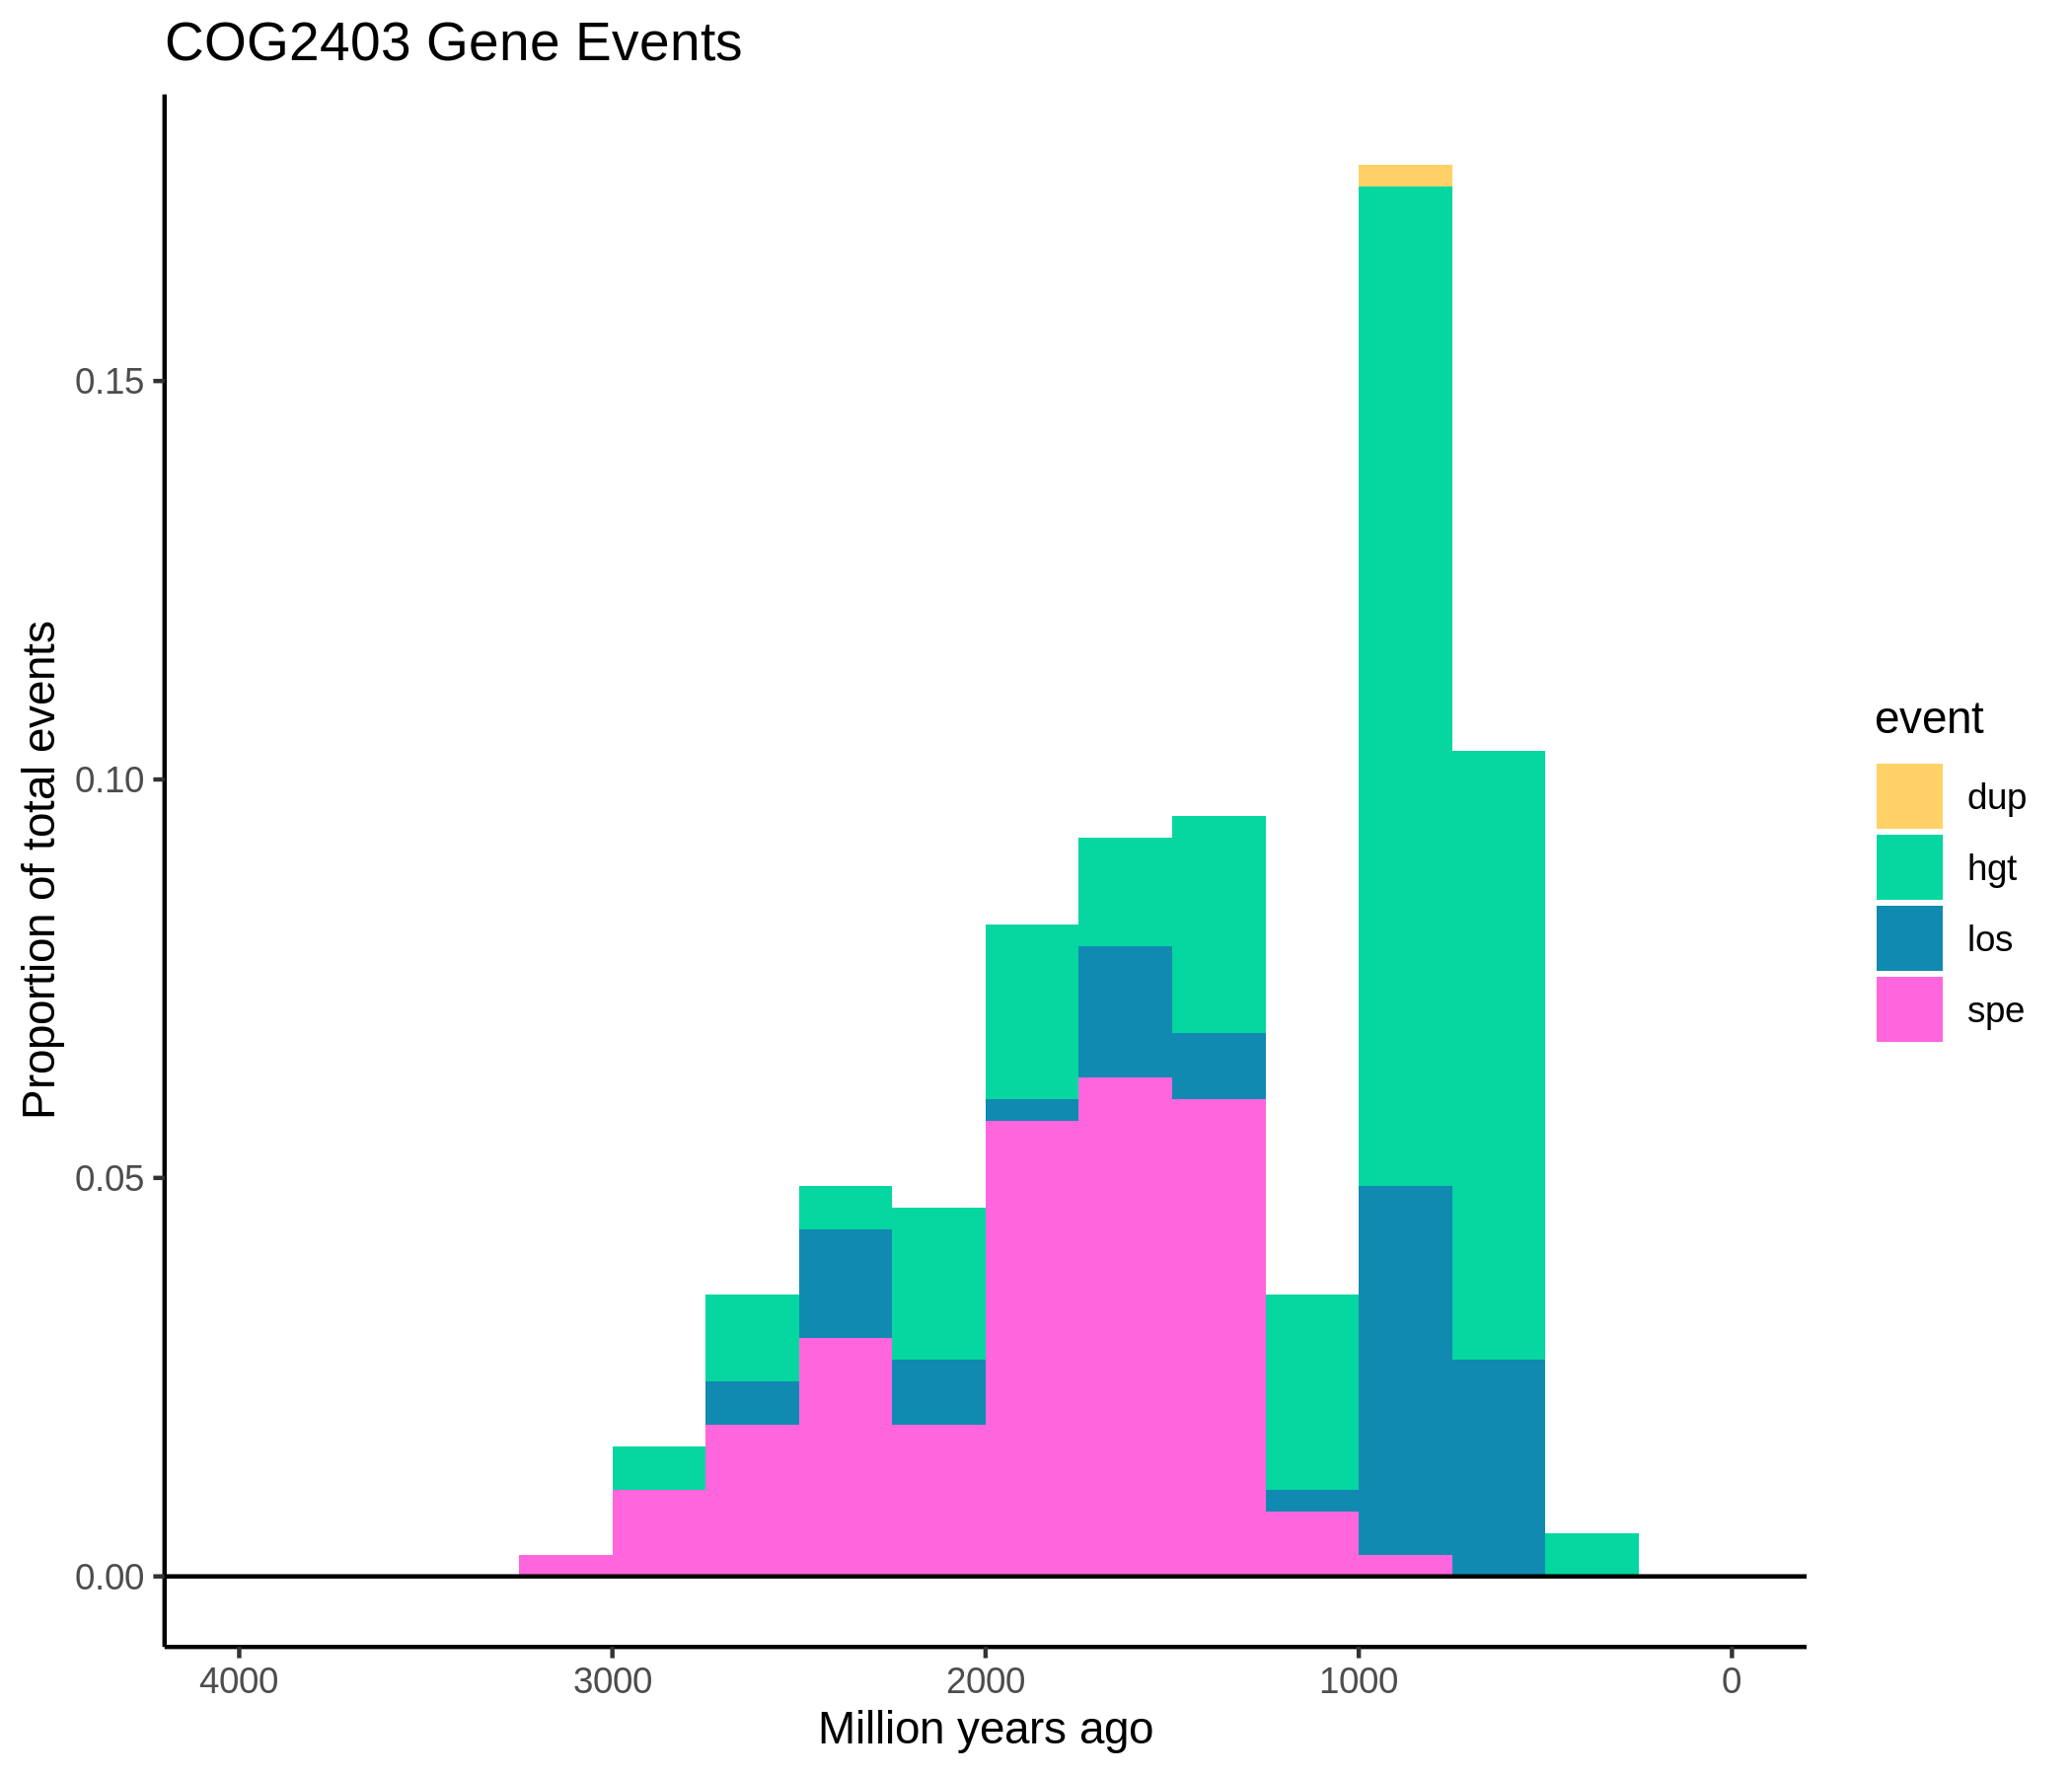 COG2403 Gene Events
Proportion of total events
0.15
0.10
0.05
0.00
4000
3000
2000
1000
0
Million years ago
event
dup
hgt
los
spe